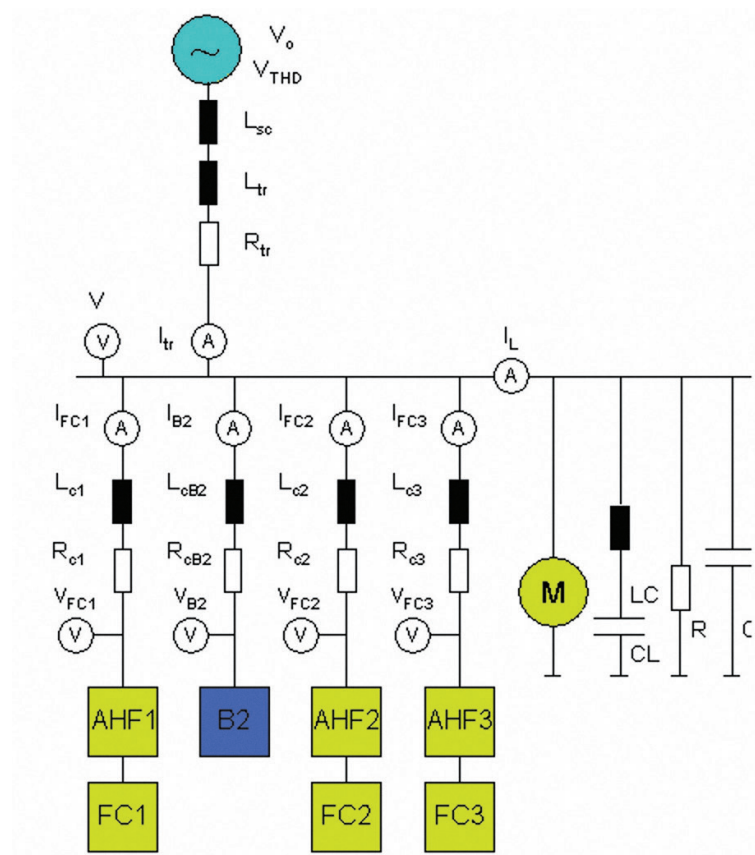 V₀
V_THD
L_sc
L_tr
R_tr
V I_tr I_L
V A A
I_FC1 I_B2 I_FC2 I_FC3
A A A A
L_c1 L_cB2 L_c2 L_c3
R_c1 R_cB2 R_c2 R_c3
V_FC1 V_B2 V_FC2 V_FC3
V V V V
M
LC
R
CL
AHF1 B2 AHF2 AHF3
FC1 FC2 FC3